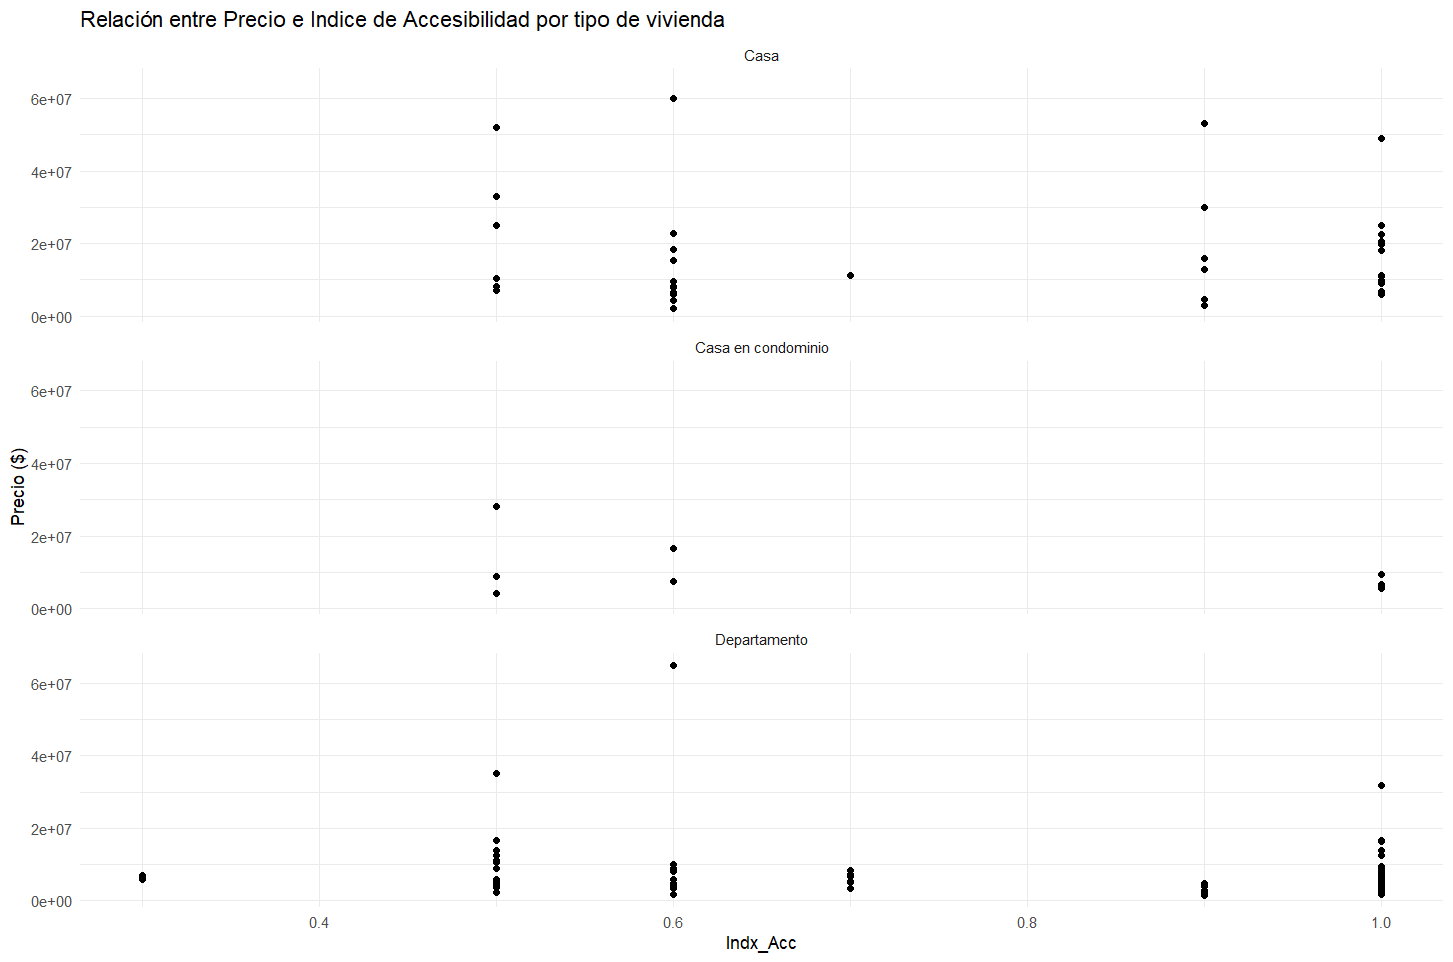 Relación entre Precio e Indice de Accesibilidad por tipo de vivienda
Casa
6e+07
4e+07
2e+07
0e+00
Casa en condominio
6e+07
4e+07
2e+07
0e+00
Precio ($)
Departamento
6e+07
4e+07
2e+07
0e+00
0.4 0.6 0.8 1.0
Indx_Acc